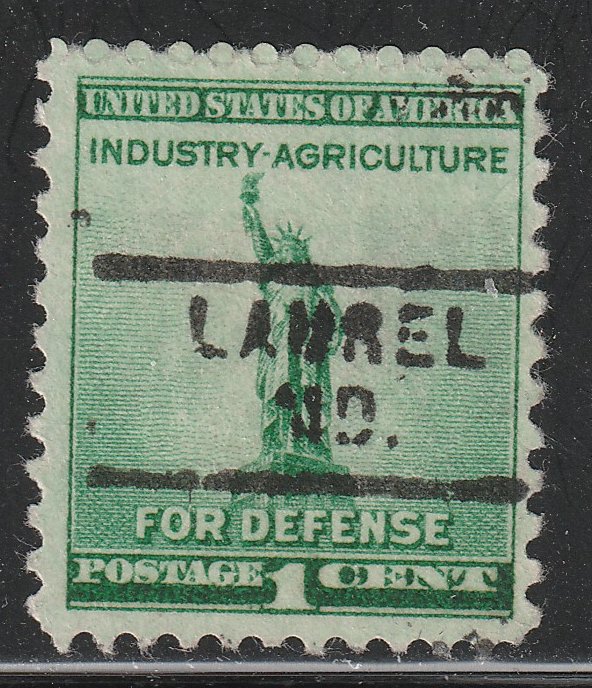 UNITED STATES OF AMERICA
INDUSTRY-AGRICULTURE
LAUREL
MD.
FOR DEFENSE
POSTAGE 1 CENT